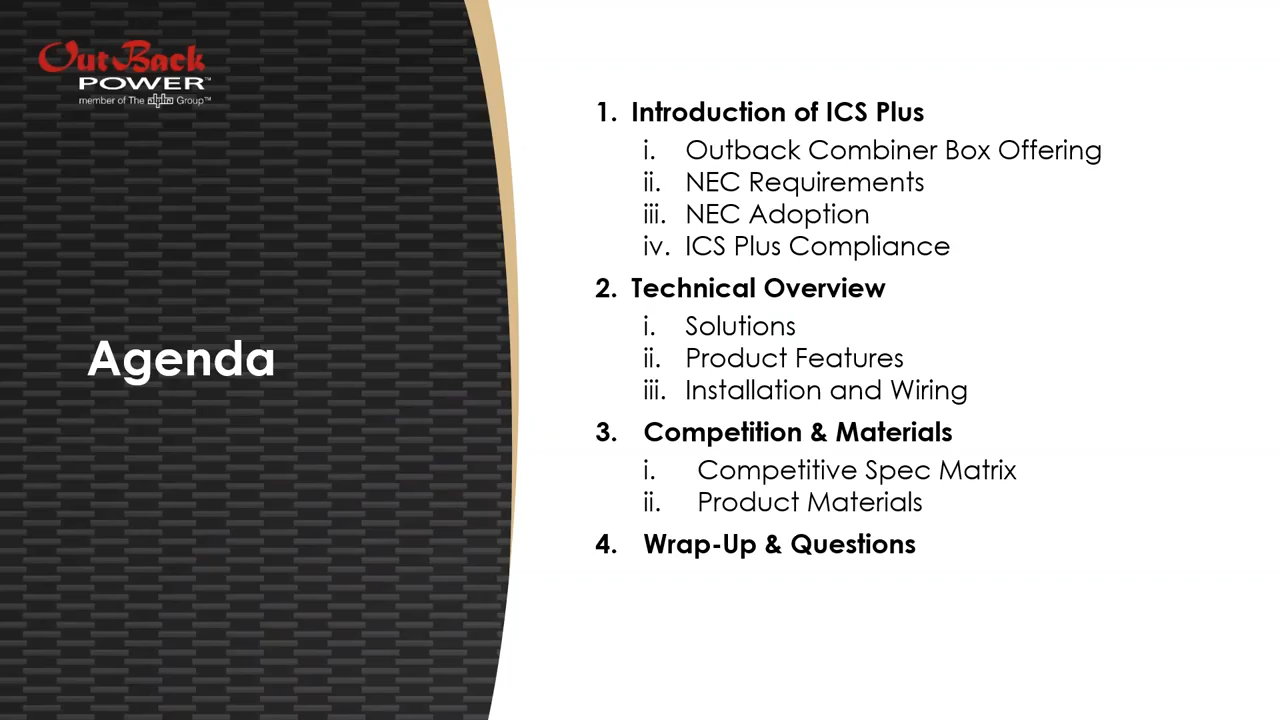 OutBack
POWER™
member of The alpha Group™
Agenda
1. Introduction of ICS Plus
i. Outback Combiner Box Offering
ii. NEC Requirements
iii. NEC Adoption
iv. ICS Plus Compliance
2. Technical Overview
i. Solutions
ii. Product Features
iii. Installation and Wiring
3. Competition & Materials
i. Competitive Spec Matrix
ii. Product Materials
4. Wrap-Up & Questions